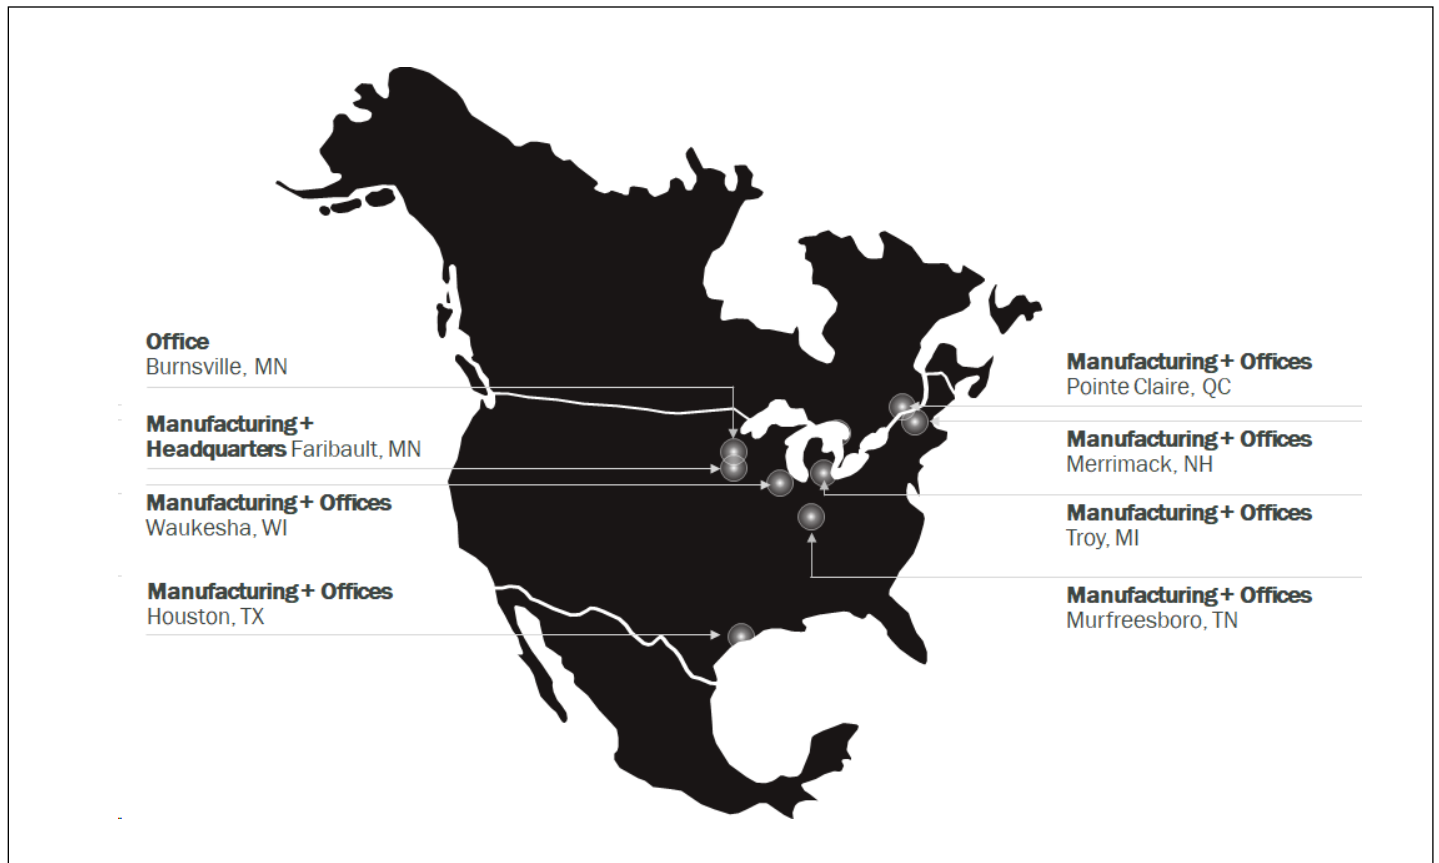 Office
Burnsville, MN
Manufacturing + 
Headquarters Faribault, MN
Manufacturing + Offices
Waukesha, WI
Manufacturing + Offices
Houston, TX
Manufacturing + Offices
Pointe Claire, QC
Manufacturing + Offices
Merrimack, NH
Manufacturing + Offices
Troy, MI
Manufacturing + Offices
Murfreesboro, TN